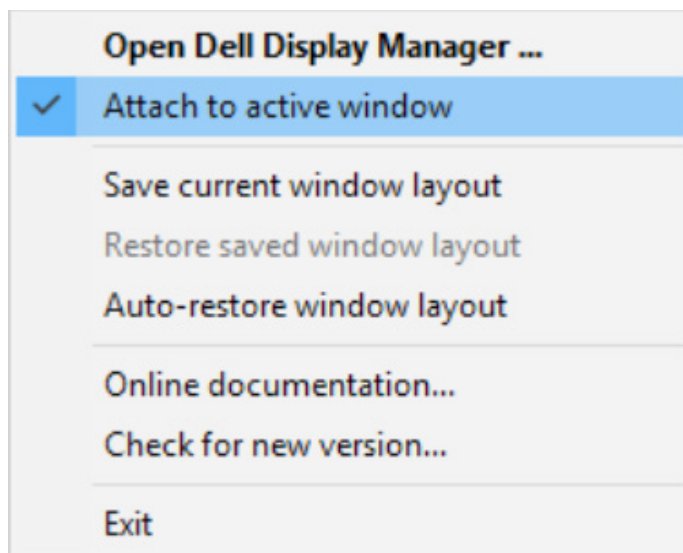 Open Dell Display Manager ...
Attach to active window
Save current window layout
Restore saved window layout
Auto-restore window layout
Online documentation...
Check for new version...
Exit